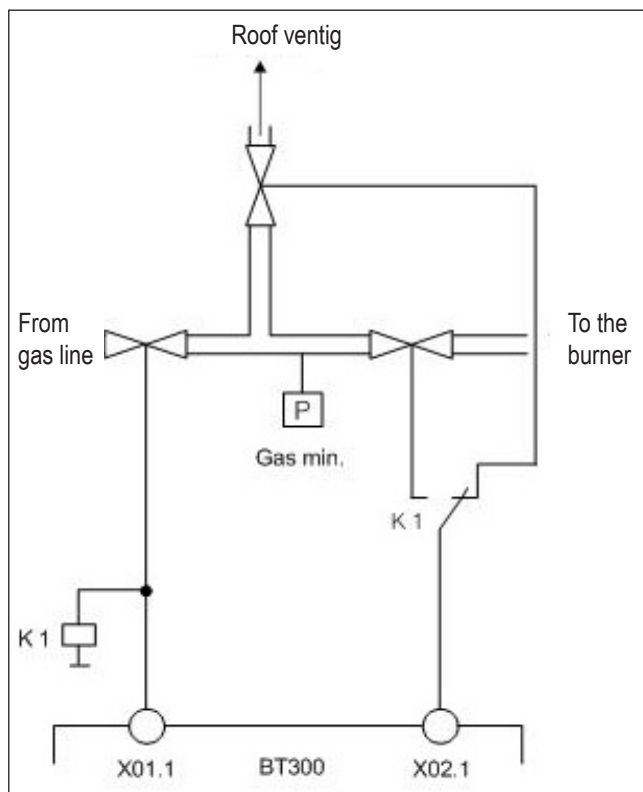 Roof ventig
From
gas line
To the
burner
P
Gas min.
K 1
K 1
X01.1
BT300
X02.1